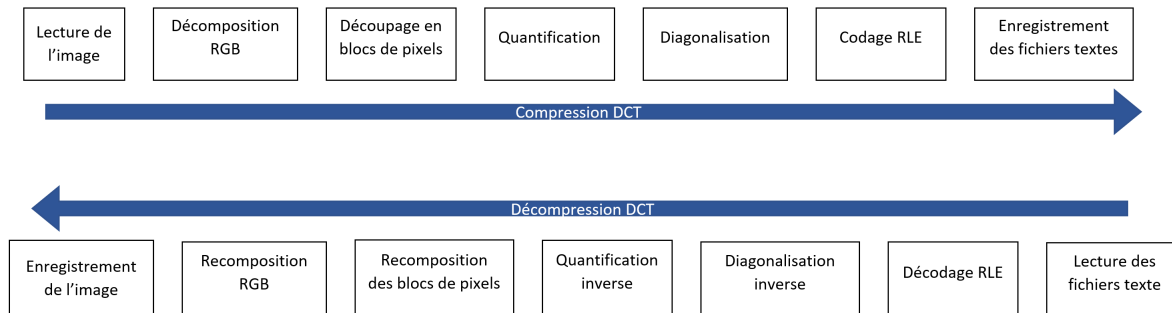 Lecture de
l’image
Décomposition
RGB
Découpage en
blocs de pixels
Quantification
Diagonalisation
Codage RLE
Enregistrement
des fichiers textes
Compression DCT
Décompression DCT
Enregistrement
de l’image
Recomposition
RGB
Recomposition
des blocs de pixels
Quantification
inverse
Diagonalisation
inverse
Décodage RLE
Lecture des
fichiers texte